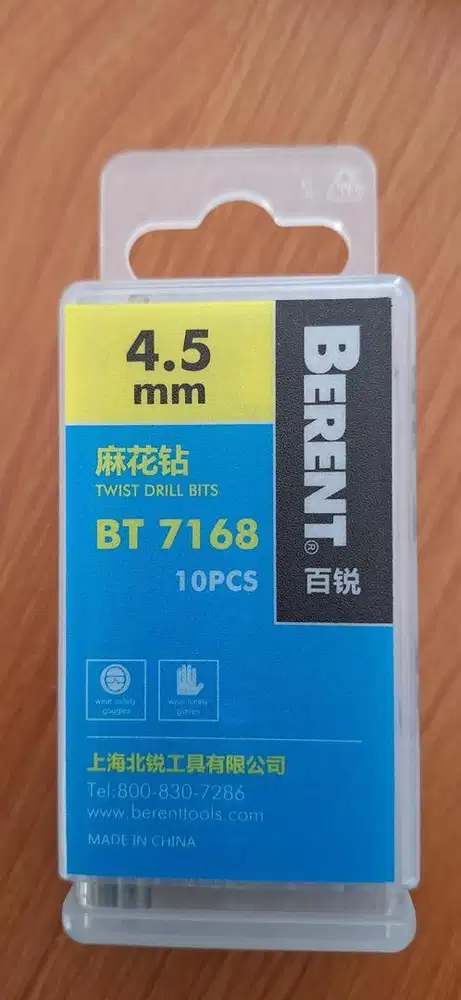 4.5
mm
BERENT®
百锐
麻花钻
TWIST DRILL BITS
BT 7168
10PCS
wear safety
goggles
wear safety
gloves
上海北锐工具有限公司
Tel:800-830-7286
www.berenttools.com
MADE IN CHINA